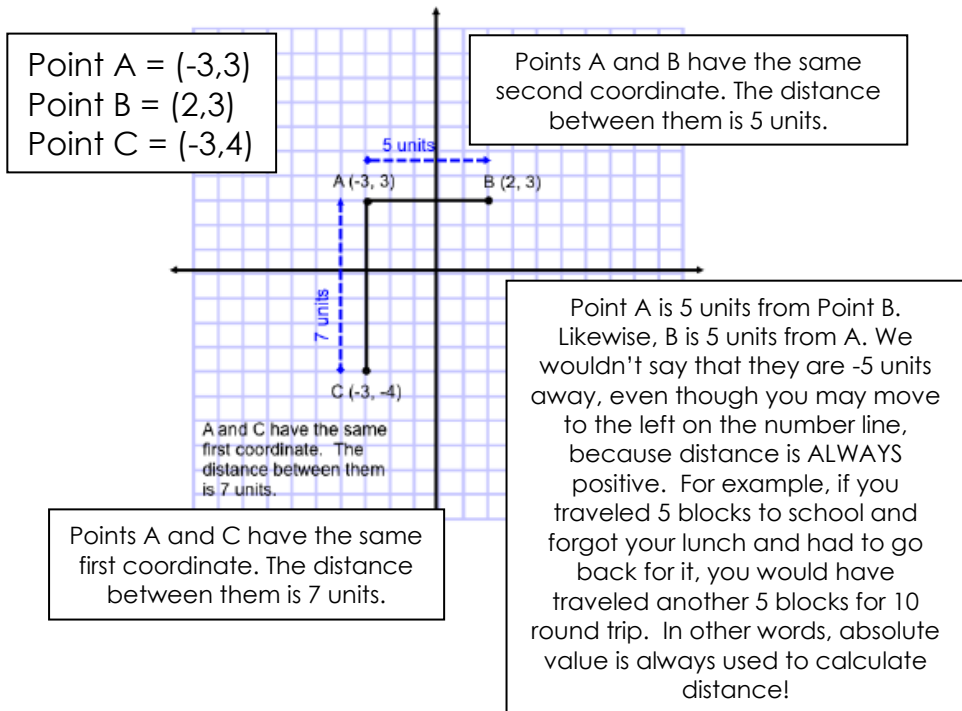 Point A = (-3,3)
Point B = (2,3)
Point C = (-3,4)
Points A and B have the same
second coordinate. The distance
between them is 5 units.
5 units
A (-3, 3)
B (2, 3)
7 units
C (-3, -4)
A and C have the same
first coordinate. The
distance between them
is 7 units.
Points A and C have the same
first coordinate. The distance
between them is 7 units.
Point A is 5 units from Point B.
Likewise, B is 5 units from A. We
wouldn’t say that they are -5 units
away, even though you may move
to the left on the number line,
because distance is ALWAYS
positive. For example, if you
traveled 5 blocks to school and
forgot your lunch and had to go
back for it, you would have
traveled another 5 blocks for 10
round trip. In other words, absolute
value is always used to calculate
distance!